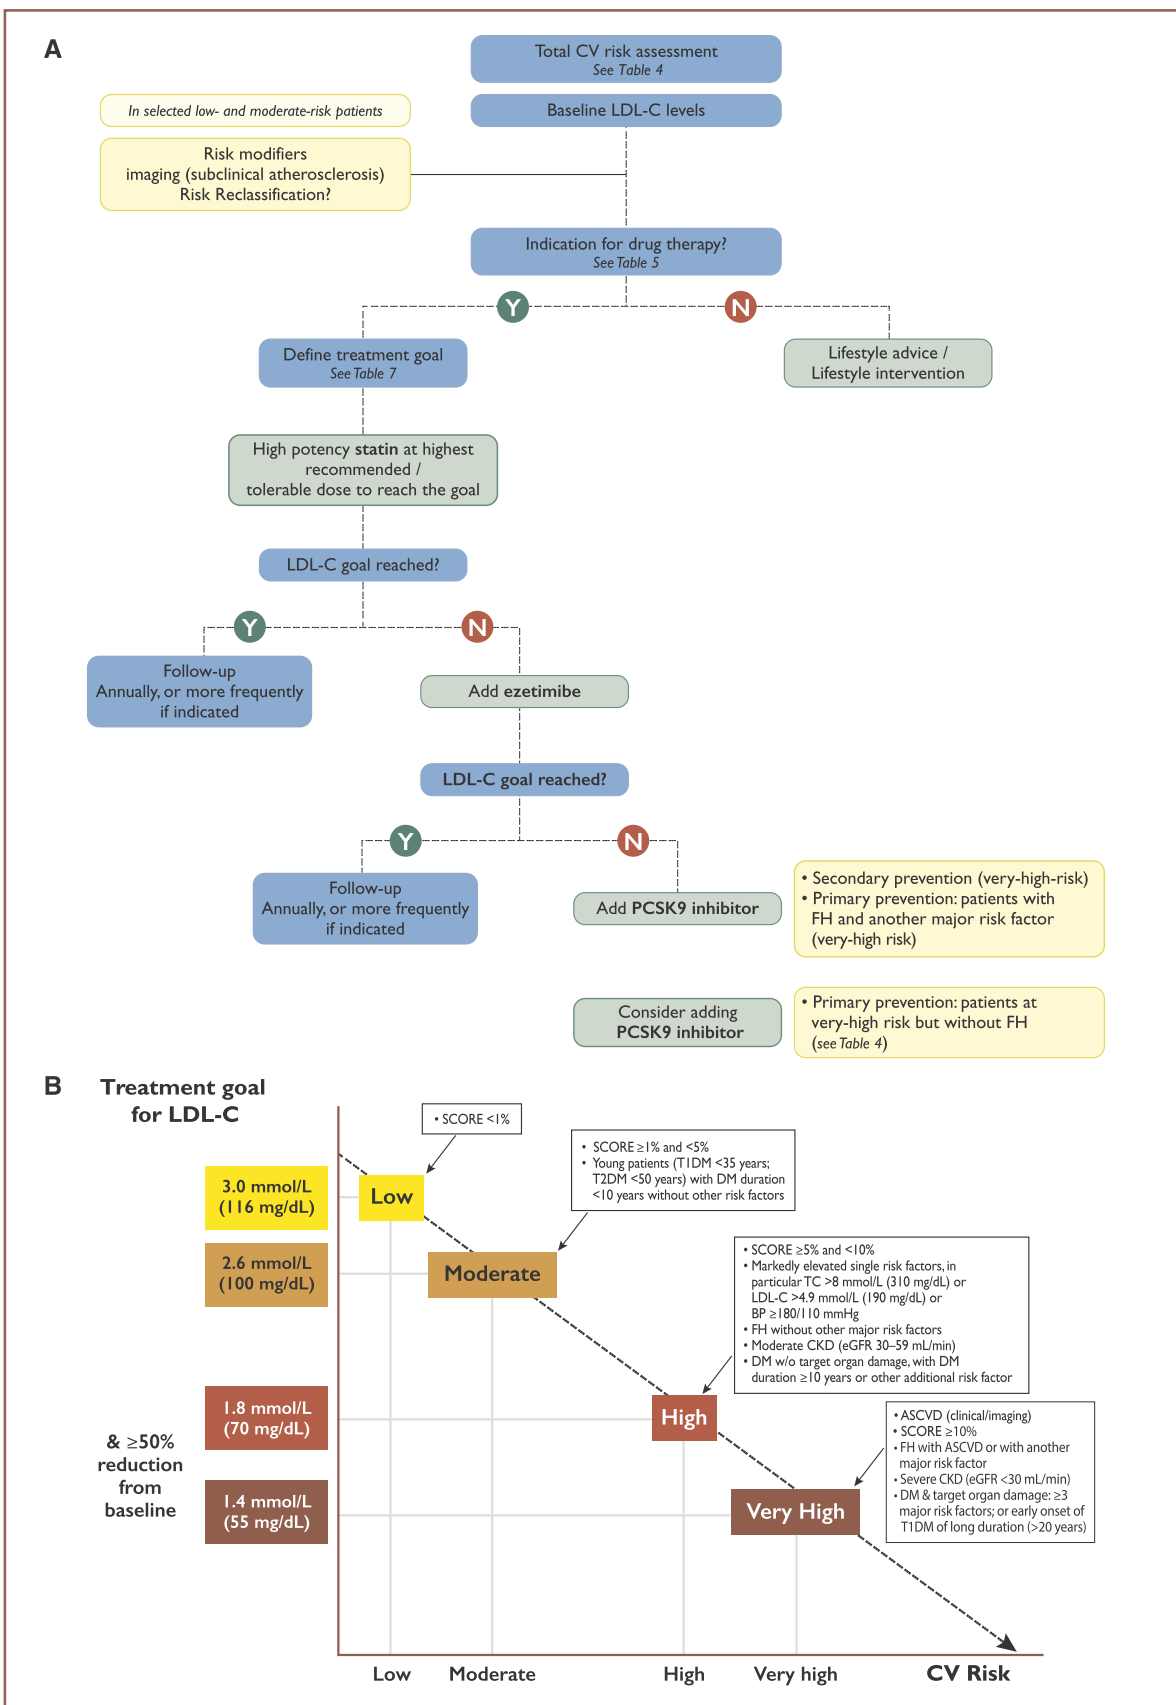 A
Total CV risk assessment
See Table 4
In selected low- and moderate-risk patients
Baseline LDL-C levels
Risk modifiers
imaging (subclinical atherosclerosis)
Risk Reclassification?
Indication for drug therapy?
See Table 5
Y
N
Define treatment goal
See Table 7
Lifestyle advice /
Lifestyle intervention
High potency statin at highest
recommended /
tolerable dose to reach the goal
LDL-C goal reached?
Y
N
Follow-up
Annually, or more frequently
if indicated
Add ezetimibe
LDL-C goal reached?
Y
N
Follow-up
Annually, or more frequently
if indicated
Add PCSK9 inhibitor
• Secondary prevention (very-high-risk)
• Primary prevention: patients with
FH and another major risk factor
(very-high risk)
Consider adding
PCSK9 inhibitor
• Primary prevention: patients at
very-high risk but without FH
(see Table 4)
B
Treatment goal
for LDL-C
• SCORE <1%
• SCORE ≥1% and <5%
• Young patients (T1DM <35 years;
T2DM <50 years) with DM duration
<10 years without other risk factors
3.0 mmol/L
(116 mg/dL)
Low
2.6 mmol/L
(100 mg/dL)
Moderate
• SCORE ≥5% and <10%
• Markedly elevated single risk factors, in
particular TC >8 mmol/L (310 mg/dL) or
LDL-C >4.9 mmol/L (190 mg/dL) or
BP ≥180/110 mmHg
• FH without other major risk factors
• Moderate CKD (eGFR 30–59 mL/min)
• DM w/o target organ damage, with DM
duration ≥10 years or other additional risk factor
1.8 mmol/L
(70 mg/dL)
High
• ASCVD (clinical/imaging)
• SCORE ≥10%
• FH with ASCVD or with another
major risk factor
• Severe CKD (eGFR <30 mL/min)
• DM & target organ damage: ≥3
major risk factors; or early onset of
T1DM of long duration (>20 years)
& ≥50%
reduction
from
baseline
1.4 mmol/L
(55 mg/dL)
Very High
Low
Moderate
High
Very high
CV Risk